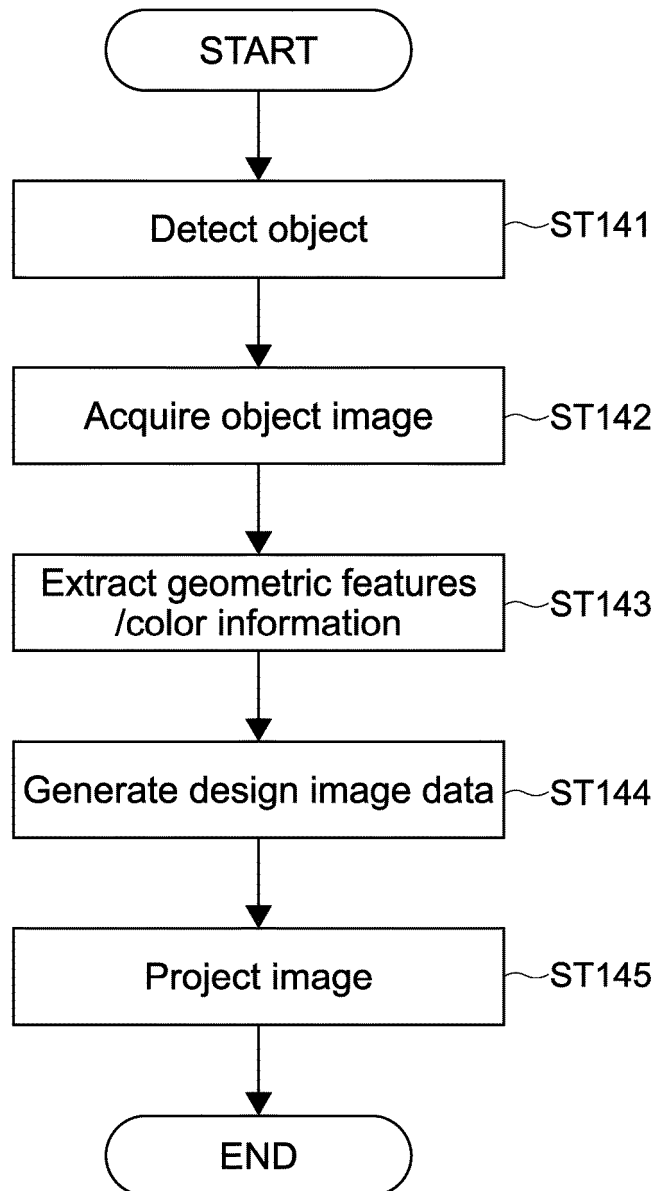 START
Detect object
ST141
Acquire object image
ST142
Extract geometric features
/color information
ST143
Generate design image data
ST144
Project image
ST145
END